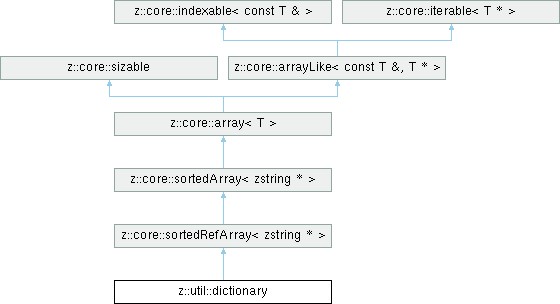 z::core::indexable< const T & >
z::core::iterable< T * >
z::core::sizable
z::core::arrayLike< const T &, T * >
z::core::array< T >
z::core::sortedArray< zstring * >
z::core::sortedRefArray< zstring * >
z::util::dictionary